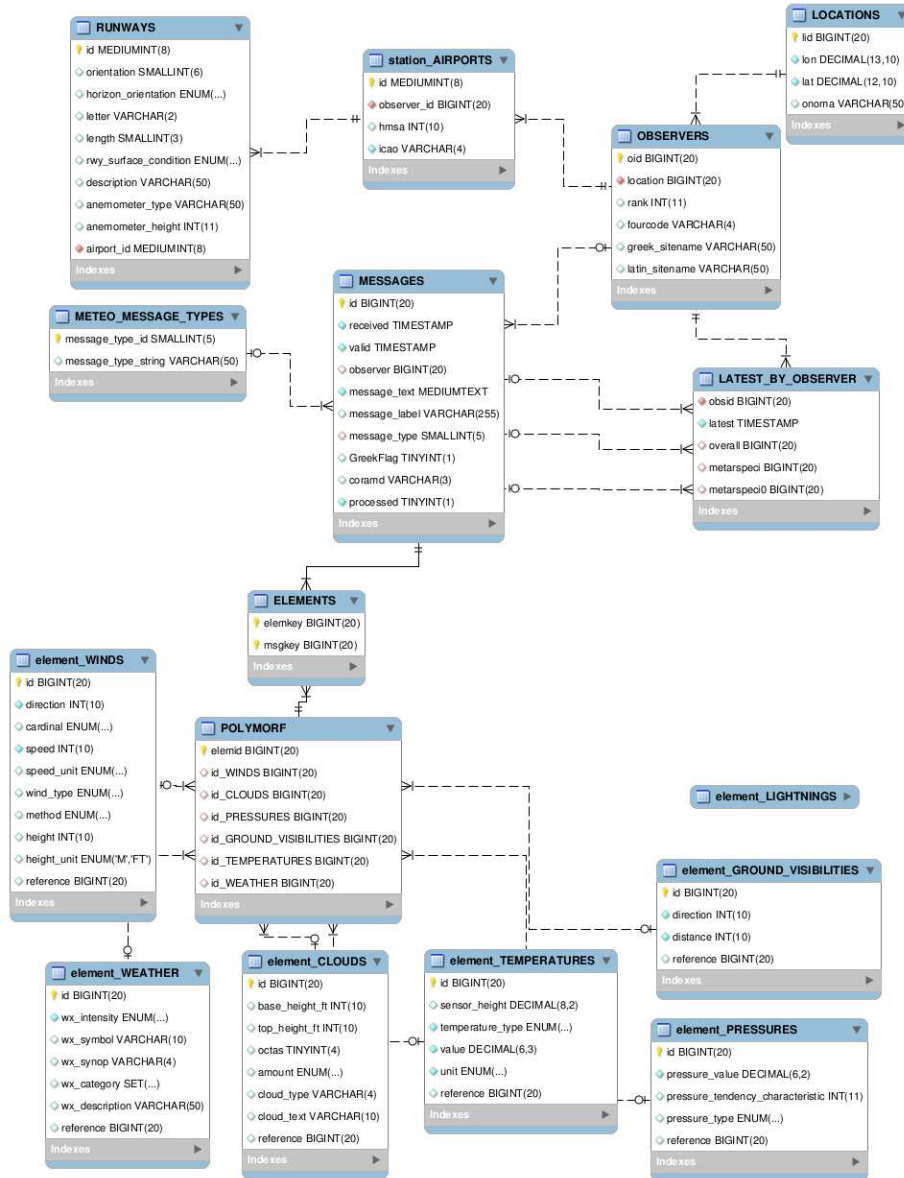 RUNWAYS
id MEDIUMINT(8)
orientation SMALLINT(6)
horizon_orientation ENUM(...)
letter VARCHAR(2)
length SMALLINT(3)
rwy_surface_condition ENUM(...)
description VARCHAR(50)
anemometer_type VARCHAR(50)
anemometer_height INT(11)
airport_id MEDIUMINT(8)
Indexes
station_AIRPORTS
id MEDIUMINT(8)
observer_id BIGINT(20)
hmsa INT(10)
icao VARCHAR(4)
Indexes
LOCATIONS
lid BIGINT(20)
lon DECIMAL(13,10)
lat DECIMAL(12,10)
onoma VARCHAR(50
Indexes
OBSERVERS
oid BIGINT(20)
location BIGINT(20)
rank INT(11)
fourcode VARCHAR(4)
greek_sitename VARCHAR(50)
latin_sitename VARCHAR(50)
Indexes
METEO_MESSAGE_TYPES
message_type_id SMALLINT(5)
message_type_string VARCHAR(50)
Indexes
MESSAGES
id BIGINT(20)
received TIMESTAMP
valid TIMESTAMP
observer BIGINT(20)
message_text MEDIUMTEXT
message_label VARCHAR(255)
message_type SMALLINT(5)
GreekFlag TINYINT(1)
coramd VARCHAR(3)
processed TINYINT(1)
Indexes
LATEST_BY_OBSERVER
obsid BIGINT(20)
latest TIMESTAMP
overall BIGINT(20)
metarspeci BIGINT(20)
metarspeci0 BIGINT(20)
Indexes
ELEMENTS
elemkey BIGINT(20)
msgkey BIGINT(20)
Indexes
element_WINDS
id BIGINT(20)
direction INT(10)
cardinal ENUM(...)
speed INT(10)
speed_unit ENUM(...)
wind_type ENUM(...)
method ENUM(...)
height INT(10)
height_unit ENUM('M','FT')
reference BIGINT(20)
Indexes
POLYMORF
elemid BIGINT(20)
id_WINDS BIGINT(20)
id_CLOUDS BIGINT(20)
id_PRESSURES BIGINT(20)
id_GROUND_VISIBILITIES BIGINT(20)
id_TEMPERATURES BIGINT(20)
id_WEATHER BIGINT(20)
Indexes
element_LIGHTNINGS
element_GROUND_VISIBILITIES
id BIGINT(20)
direction INT(10)
distance INT(10)
reference BIGINT(20)
Indexes
element_WEATHER
id BIGINT(20)
wx_intensity ENUM(...)
wx_symbol VARCHAR(10)
wx_synop VARCHAR(4)
wx_category SET(...)
wx_description VARCHAR(50)
reference BIGINT(20)
Indexes
element_CLOUDS
id BIGINT(20)
base_height_ft INT(10)
top_height_ft INT(10)
octas TINYINT(4)
amount ENUM(...)
cloud_type VARCHAR(4)
cloud_text VARCHAR(10)
reference BIGINT(20)
Indexes
element_TEMPERATURES
id BIGINT(20)
sensor_height DECIMAL(8,2)
temperature_type ENUM(...)
value DECIMAL(6,3)
unit ENUM(...)
reference BIGINT(20)
Indexes
element_PRESSURES
id BIGINT(20)
pressure_value DECIMAL(6,2)
pressure_tendency_characteristic INT(11)
pressure_type ENUM(...)
reference BIGINT(20)
Indexes